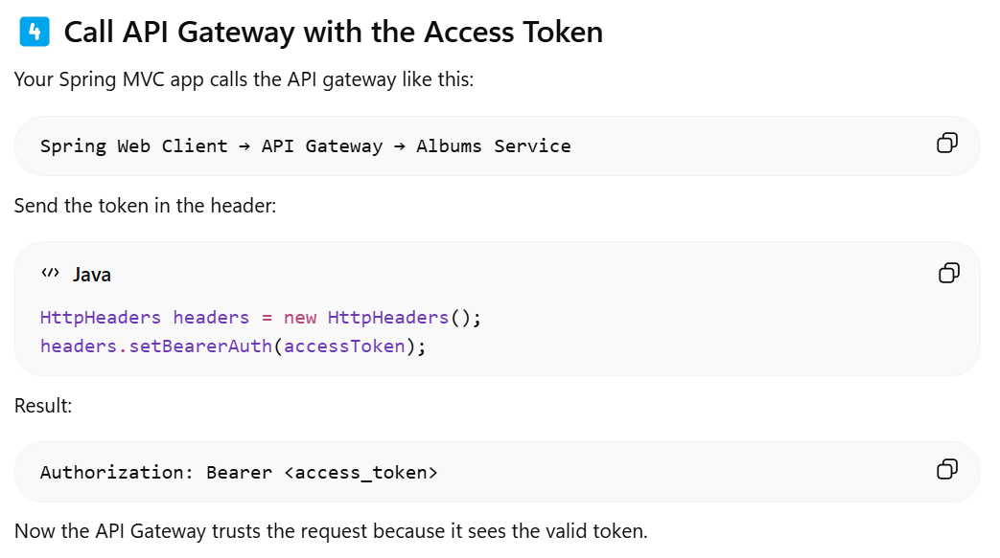 4 Call API Gateway with the Access Token
Your Spring MVC app calls the API gateway like this:
Spring Web Client → API Gateway → Albums Service
Send the token in the header:
</> Java
HttpHeaders headers = new HttpHeaders();
headers.setBearerAuth(accessToken);
Result:
Authorization: Bearer <access_token>
Now the API Gateway trusts the request because it sees the valid token.